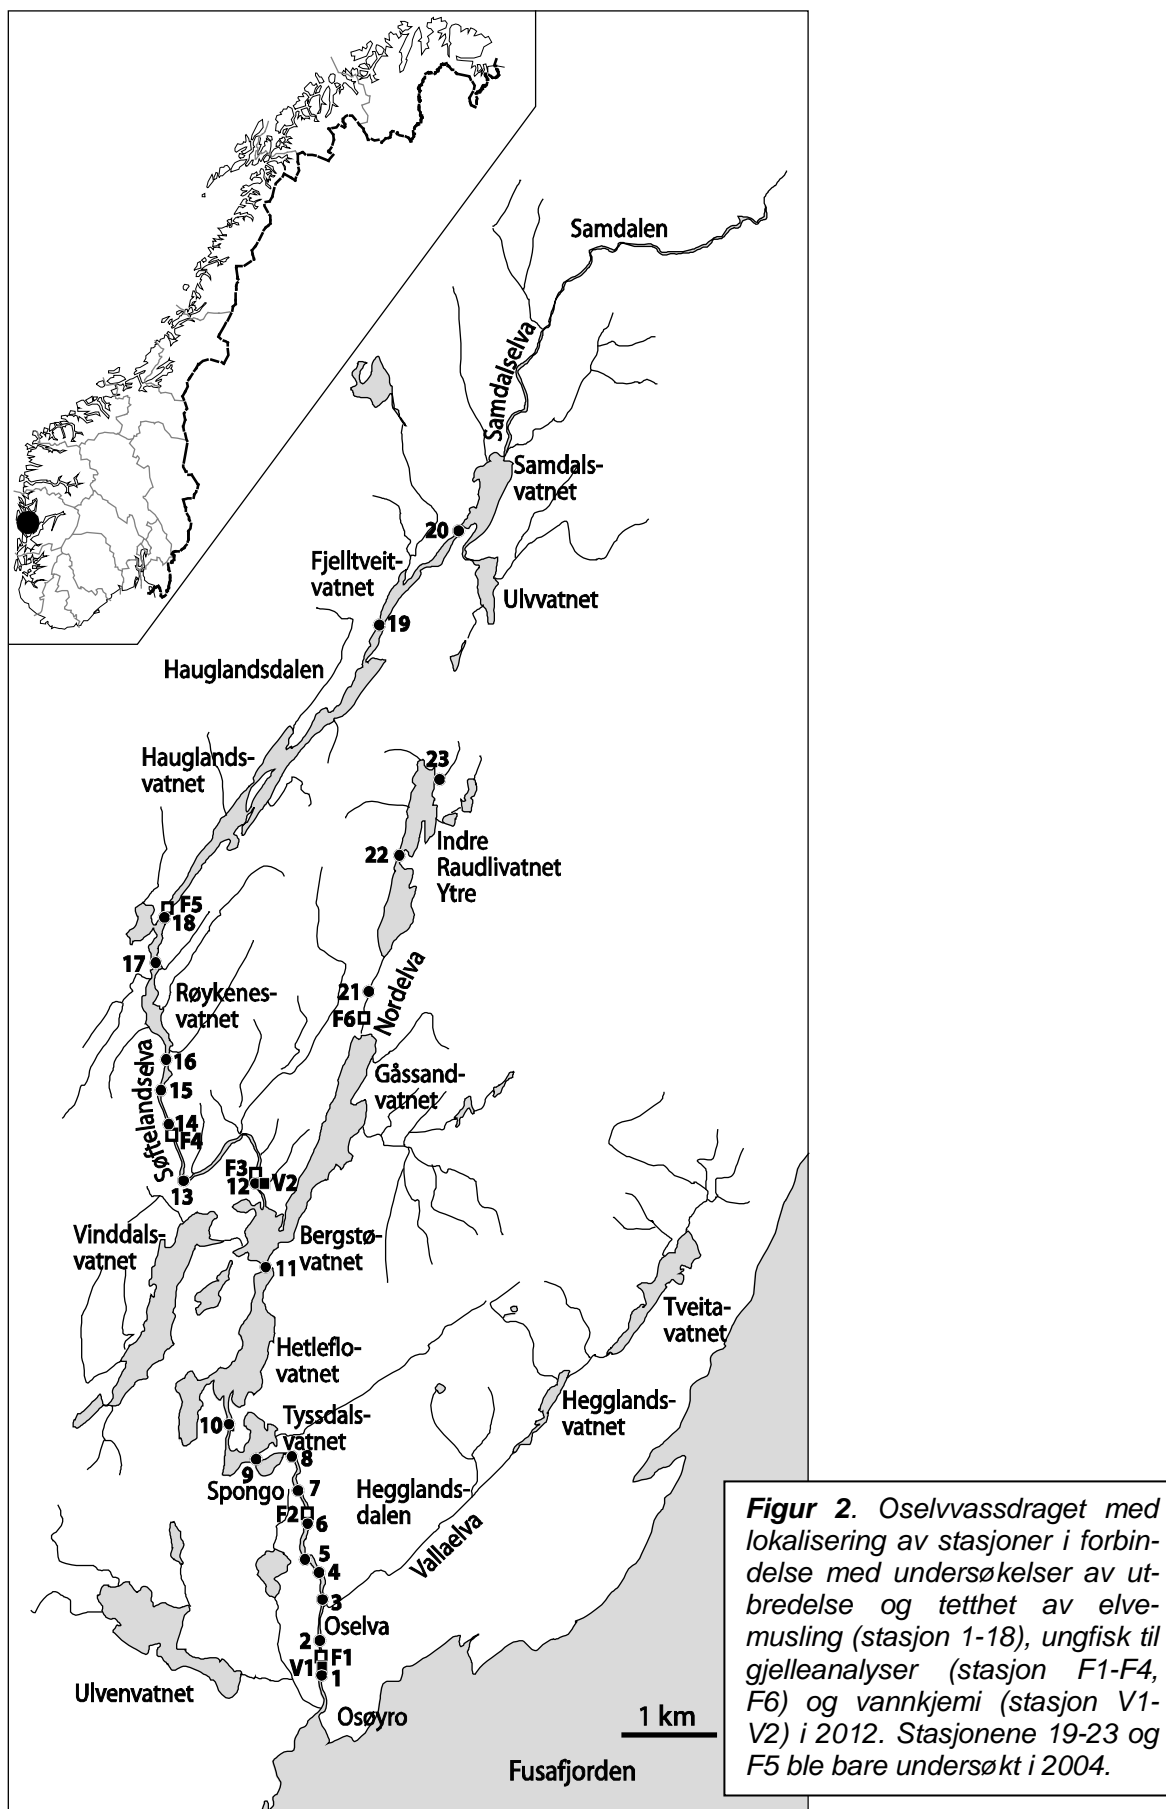 Samdalen
Samdalselva
Samdals-
vatnet
20
Fjelltveit-
vatnet
Ulvvatnet
19
Hauglandsdalen
Hauglands-
vatnet
23
Indre
Raudlivatnet
Ytre
22
F5
18
17
Røykenes-
vatnet
21
F6
Nordelva
16
Gåssand-
vatnet
15
Søftelandselva
14
F4
F3
12
V2
13
Vinddals-
vatnet
Bergstø-
vatnet
11
Tveita-
vatnet
Hetleflo-
vatnet
Hegglands-
vatnet
10
Tyssdals-
vatnet
8
9
Spongo
7
Hegglands-
dalen
F2
6
Vallaelva
5
4
3
Oselva
2
F1
V1
1
Ulvenvatnet
Osøyro
1 km
Fusafjorden
Figur 2. Oselvvassdraget med
lokalisering av stasjoner i forbin-
delse med undersøkelser av ut-
bredelse og tetthet av elve-
musling (stasjon 1-18), ungfisk til
gjelleanalyser (stasjon F1-F4,
F6) og vannkjemi (stasjon V1-
V2) i 2012. Stasjonene 19-23 og
F5 ble bare undersøkt i 2004.